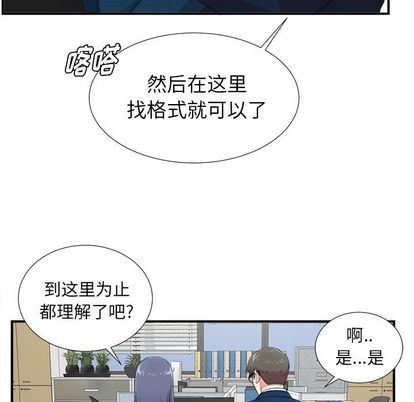 喀嗒
然后在这里
找格式就可以了
到这里为止
都理解了吧?
啊..
是...是